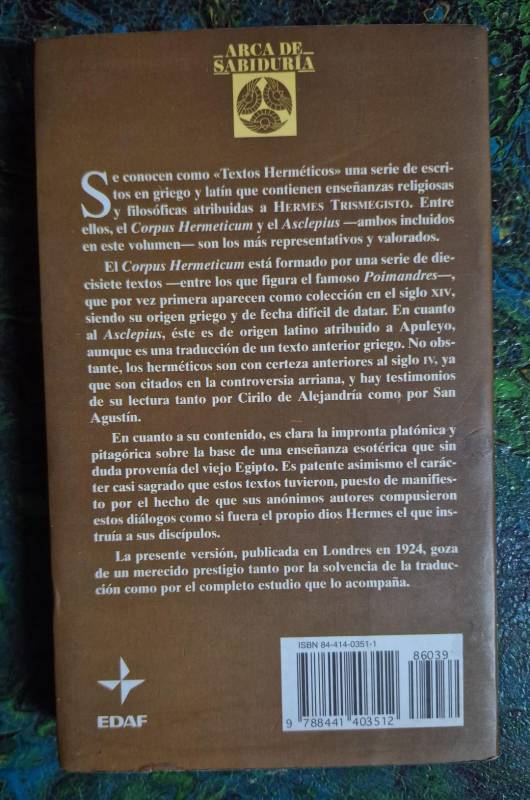 ARCA DE
SABIDURÍA
Se conocen como «Textos Herméticos» una serie de escri-
tos en griego y latín que contienen enseñanzas religiosas
y filosóficas atribuidas a HERMES TRISMEGISTO. Entre
ellos, el Corpus Hermeticum y el Asclepius —ambos incluidos
en este volumen— son los más representativos y valorados.
El Corpus Hermeticum está formado por una serie de die-
cisiete textos —entre los que figura el famoso Poimandres—,
que por vez primera aparecen como colección en el siglo XIV,
siendo su origen griego y de fecha difícil de datar. En cuanto
al Asclepius, éste es de origen latino atribuido a Apuleyo,
aunque es una traducción de un texto anterior griego. No obs-
tante, los herméticos son con certeza anteriores al siglo IV, ya
que son citados en la controversia arriana, y hay testimonios
de su lectura tanto por Cirilo de Alejandría como por San
Agustín.
En cuanto a su contenido, es clara la impronta platónica y
pitagórica sobre la base de una enseñanza esotérica que sin
duda provenía del viejo Egipto. Es patente asimismo el carác-
ter casi sagrado que estos textos tuvieron, puesto de manifies-
to por el hecho de que sus anónimos autores compusieron
estos diálogos como si fuera el propio dios Hermes el que ins-
truía a sus discípulos.
La presente versión, publicada en Londres en 1924, goza
de un merecido prestigio tanto por la solvencia de la traduc-
ción como por el completo estudio que lo acompaña.
EDAF
ISBN 84-414-0351-1
86039
9 788441 403512